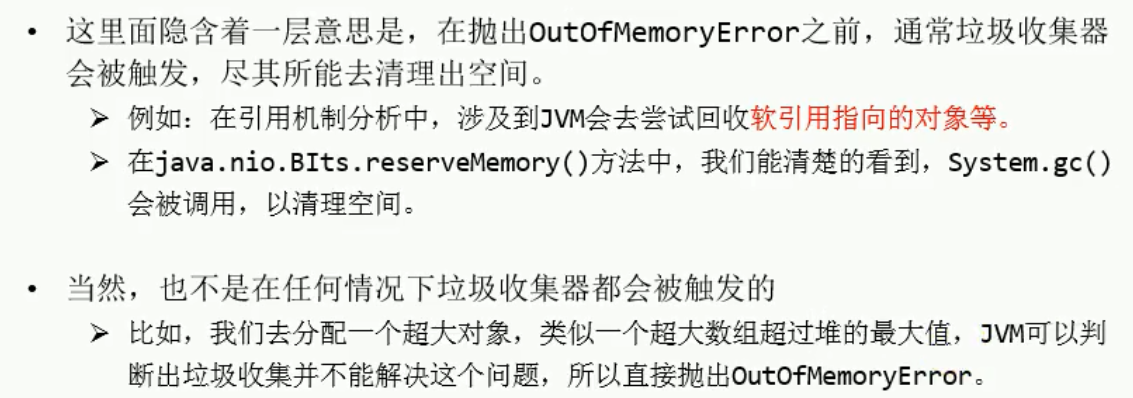 • 这里面隐含着一层意思是，在抛出OutOfMemoryError之前，通常垃圾收集器
会被触发，尽其所能去清理出空间。
➢ 例如：在引用机制分析中，涉及到JVM会去尝试回收软引用指向的对象等。
➢ 在java.nio.BIts.reserveMemory()方法中，我们能清楚的看到，System.gc()
会被调用，以清理空间。
• 当然，也不是在任何情况下垃圾收集器都会被触发的
➢ 比如，我们去分配一个超大对象，类似一个超大数组超过堆的最大值，JVM可以判
断出垃圾收集并不能解决这个问题，所以直接抛出OutOfMemoryError。